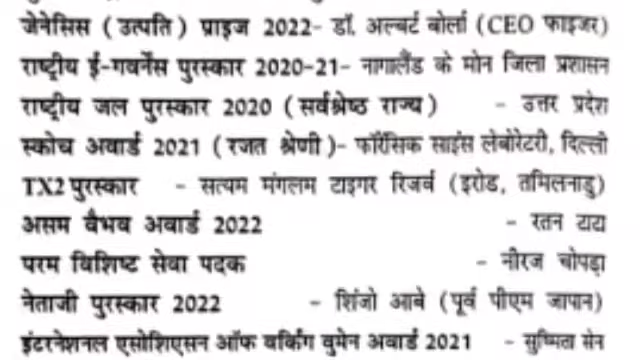 जेनेसिस (उत्पति) प्राइज 2022- डॉ. अल्बर्ट बोर्ला (CEO फाइजर)
राष्ट्रीय ई-गवर्नेंस पुरस्कार 2020-21- नागालैंड के मोन जिला प्रशासन
राष्ट्रीय जल पुरस्कार 2020 (सर्वश्रेष्ठ राज्य) - उत्तर प्रदेश
स्कोच अवार्ड 2021 (रजत श्रेणी)- फॉरेंसिक साइंस लेबोरेटरी, दिल्ली
TX2 पुरस्कार - सत्यम मंगलम टाइगर रिजर्व (इरोड, तमिलनाडु)
असम वैभव अवार्ड 2022 - रतन टाटा
परम विशिष्ट सेवा पदक - नीरज चोपड़ा
नेताजी पुरस्कार 2022 - शिंजो आबे (पूर्व पीएम जापान)
इंटरनेशनल एसोशिएसन ऑफ वर्किंग वुमेन अवार्ड 2021 - सुष्मिता सेन